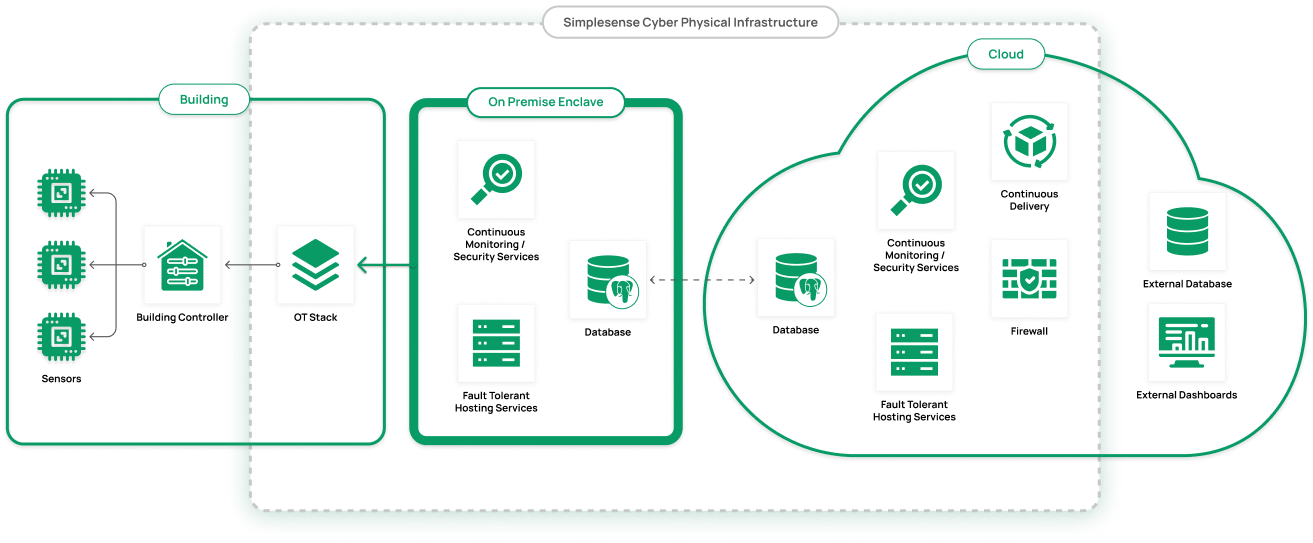 Simplesense Cyber Physical Infrastructure
Building
Sensors
Building Controller
OT Stack
On Premise Enclave
Continuous
Monitoring /
Security Services
Fault Tolerant
Hosting Services
Database
Cloud
Database
Continuous
Monitoring /
Security Services
Fault Tolerant
Hosting Services
Continuous
Delivery
Firewall
External Database
External Dashboards